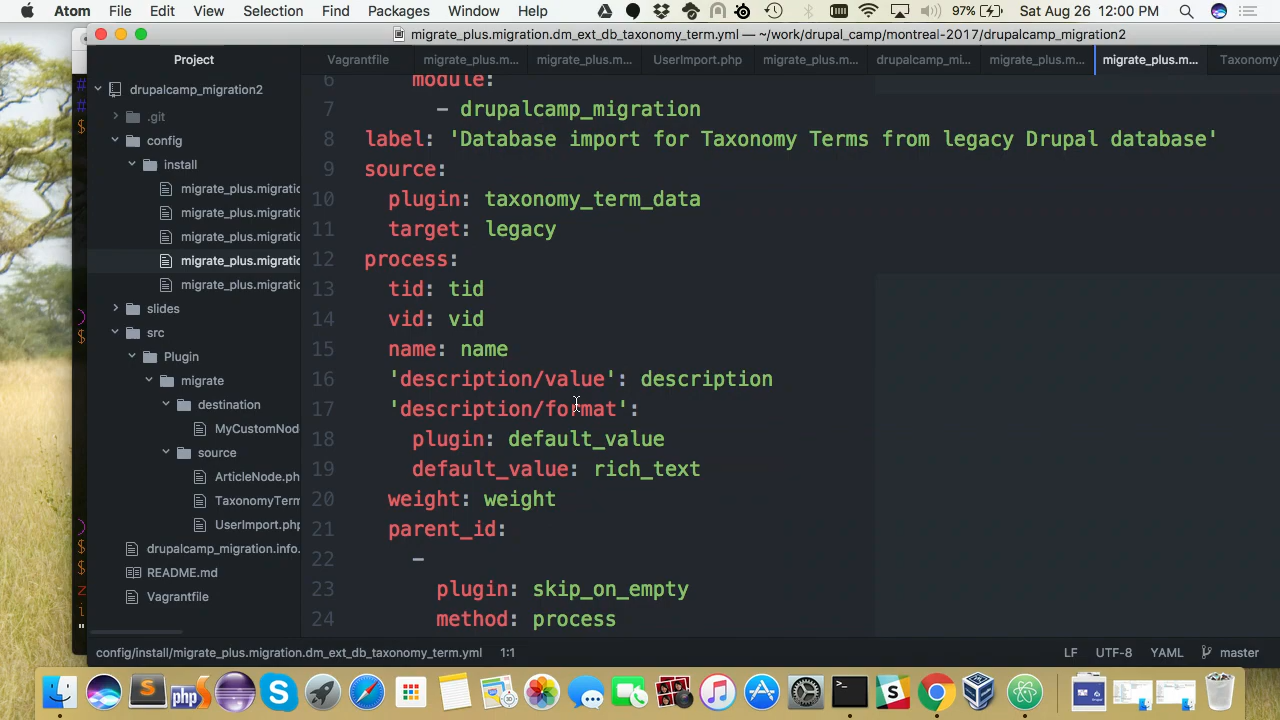 Atom File Edit View Selection Find Packages Window Help 97% Sat Aug 26 12:00 PM
migrate_plus.migration.dm_ext_db_taxonomy_term.yml — ~/work/drupal_camp/montreal-2017/drupalcamp_migration2
Project
Vagrantfile migrate_plus.m... migrate_plus.m... UserImport.php migrate_plus.m... drupalcamp_mi... migrate_plus.m... migrate_plus.m... Taxonomy
drupalcamp_migration2
.git
config
install
migrate_plus.migratio
migrate_plus.migratio
migrate_plus.migratio
migrate_plus.migratio
migrate_plus.migratio
slides
src
Plugin
migrate
destination
MyCustomNod
source
ArticleNode.ph
TaxonomyTerm
UserImport.php
drupalcamp_migration.info.
README.md
Vagrantfile
6 module:
7 - drupalcamp_migration
8 label: 'Database import for Taxonomy Terms from legacy Drupal database'
9 source:
10 plugin: taxonomy_term_data
11 target: legacy
12 process:
13 tid: tid
14 vid: vid
15 name: name
16 'description/value': description
17 'description/format':
18 plugin: default_value
19 default_value: rich_text
20 weight: weight
21 parent_id:
22 -
23 plugin: skip_on_empty
24 method: process
config/install/migrate_plus.migration.dm_ext_db_taxonomy_term.yml 1:1 LF UTF-8 YAML master